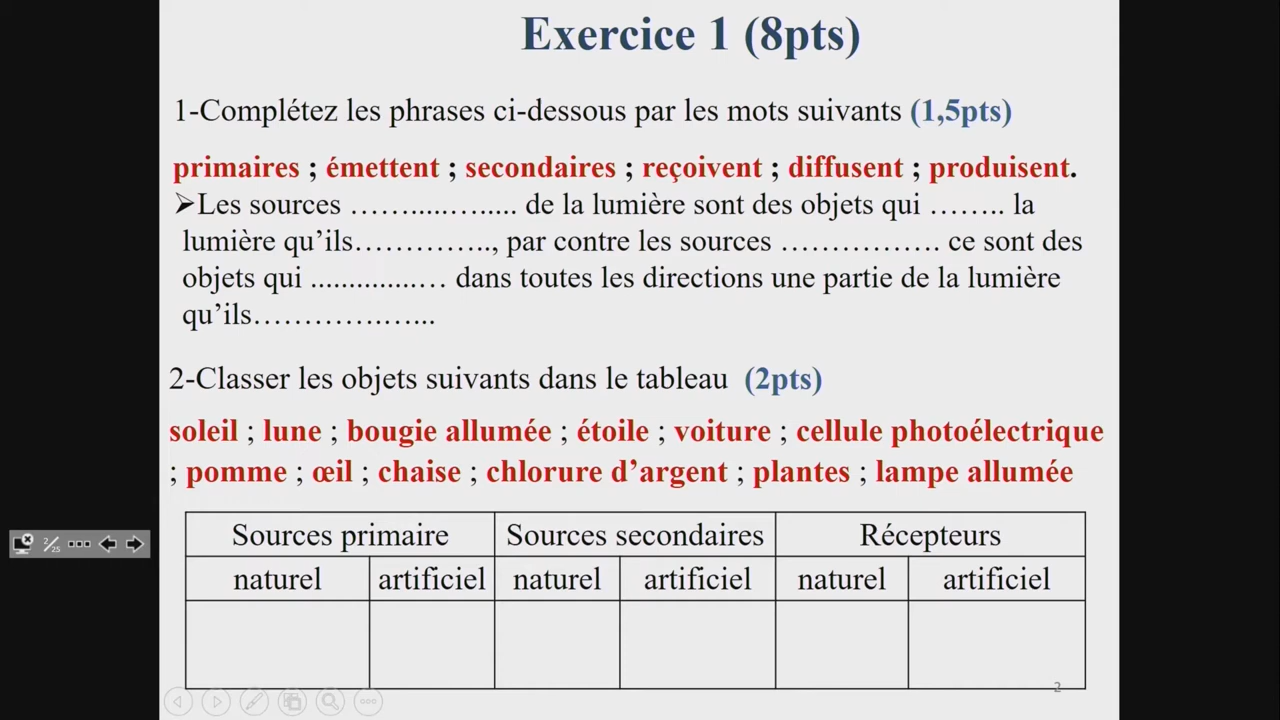 Exercice 1 (8pts)
1-Complétez les phrases ci-dessous par les mots suivants (1,5pts)
primaires ; émettent ; secondaires ; reçoivent ; diffusent ; produisent.
➢Les sources …….....…..... de la lumière sont des objets qui …….. la
lumière qu’ils………….., par contre les sources ……………. ce sont des
objets qui ..............… dans toutes les directions une partie de la lumière
qu’ils………….…...
2-Classer les objets suivants dans le tableau (2pts)
soleil ; lune ; bougie allumée ; étoile ; voiture ; cellule photoélectrique
; pomme ; œil ; chaise ; chlorure d’argent ; plantes ; lampe allumée
Sources primaire Sources secondaires Récepteurs
naturel artificiel naturel artificiel naturel artificiel
2/25
2